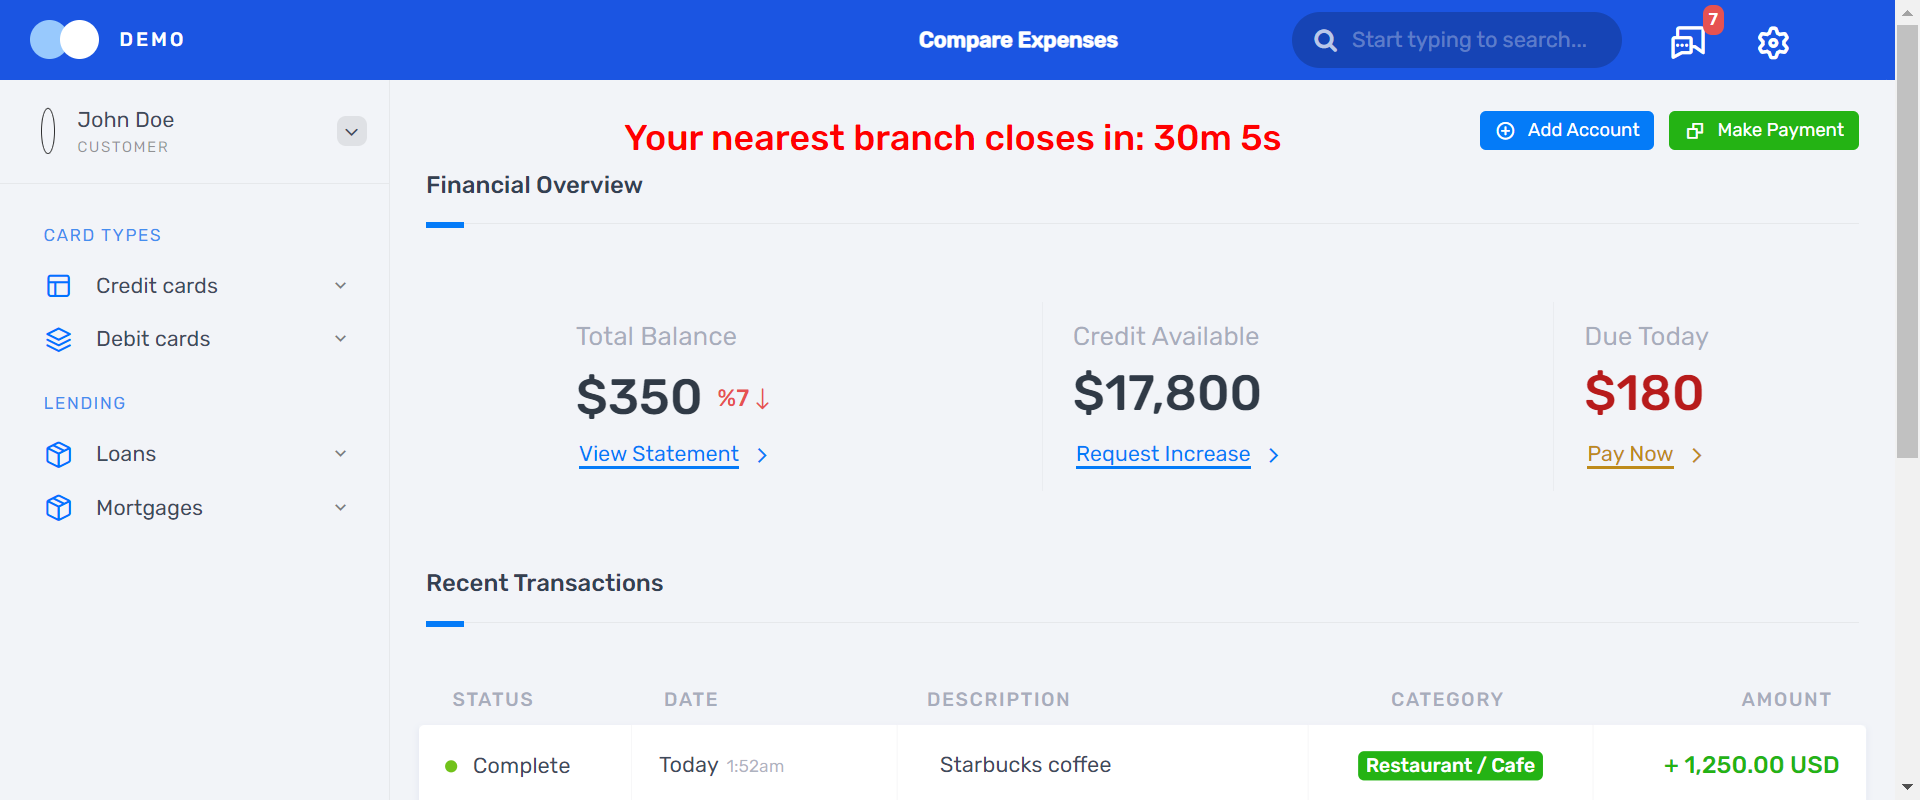 DEMO
Compare Expenses
Start typing to search...
7
John Doe
CUSTOMER
Your nearest branch closes in: 30m 5s
Add Account
Make Payment
Financial Overview
CARD TYPES
Credit cards
Debit cards
LENDING
Loans
Mortgages
Total Balance
$350 %7
View Statement
Credit Available
$17,800
Request Increase
Due Today
$180
Pay Now
Recent Transactions
STATUS DATE DESCRIPTION CATEGORY AMOUNT
Complete Today 1:52am Starbucks coffee Restaurant / Cafe + 1,250.00 USD